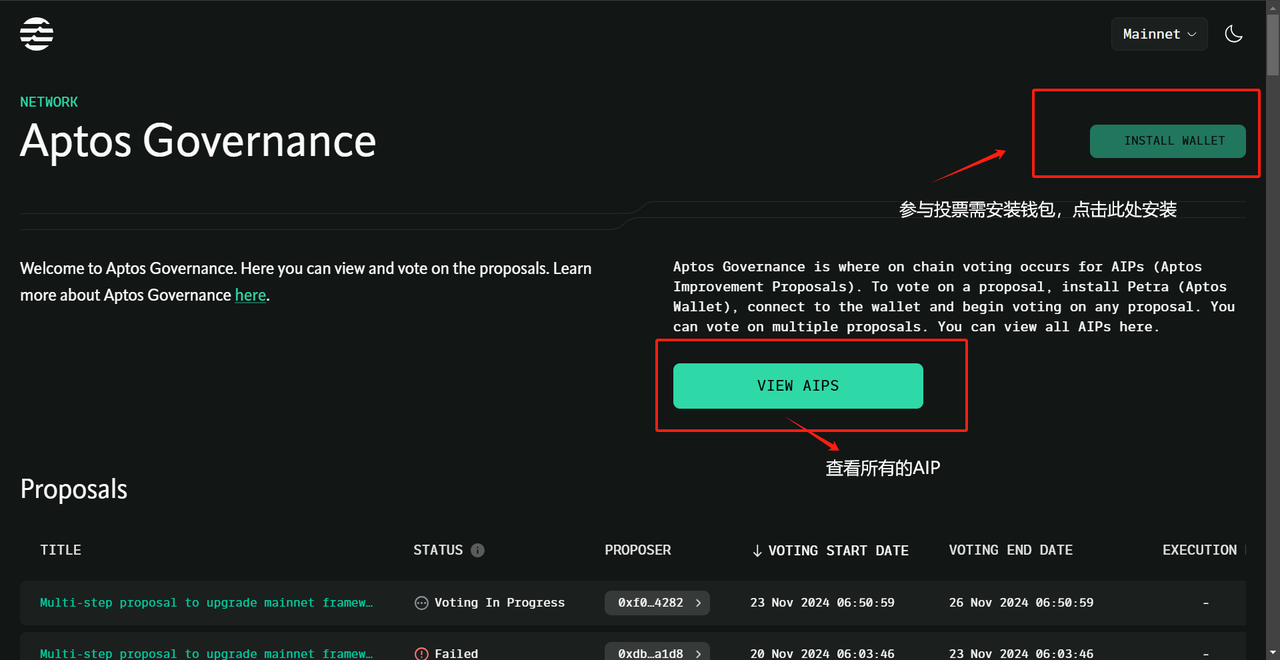 Mainnet
NETWORK
Aptos Governance
INSTALL WALLET
参与投票需安装钱包，点击此处安装
Welcome to Aptos Governance. Here you can view and vote on the proposals. Learn
more about Aptos Governance here.
Aptos Governance is where on chain voting occurs for AIPs (Aptos
Improvement Proposals). To vote on a proposal, install Petra (Aptos
Wallet), connect to the wallet and begin voting on any proposal. You
can vote on multiple proposals. You can view all AIPs here.
VIEW AIPS
查看所有的AIP
Proposals
TITLE STATUS PROPOSER VOTING START DATE VOTING END DATE EXECUTION
Multi-step proposal to upgrade mainnet framew… Voting In Progress 0xf0…4282 23 Nov 2024 06:50:59 26 Nov 2024 06:50:59 -
Multi-step proposal to upgrade mainnet framew… Failed 0xdb…a1d8 20 Nov 2024 06:03:46 23 Nov 2024 06:03:46 -